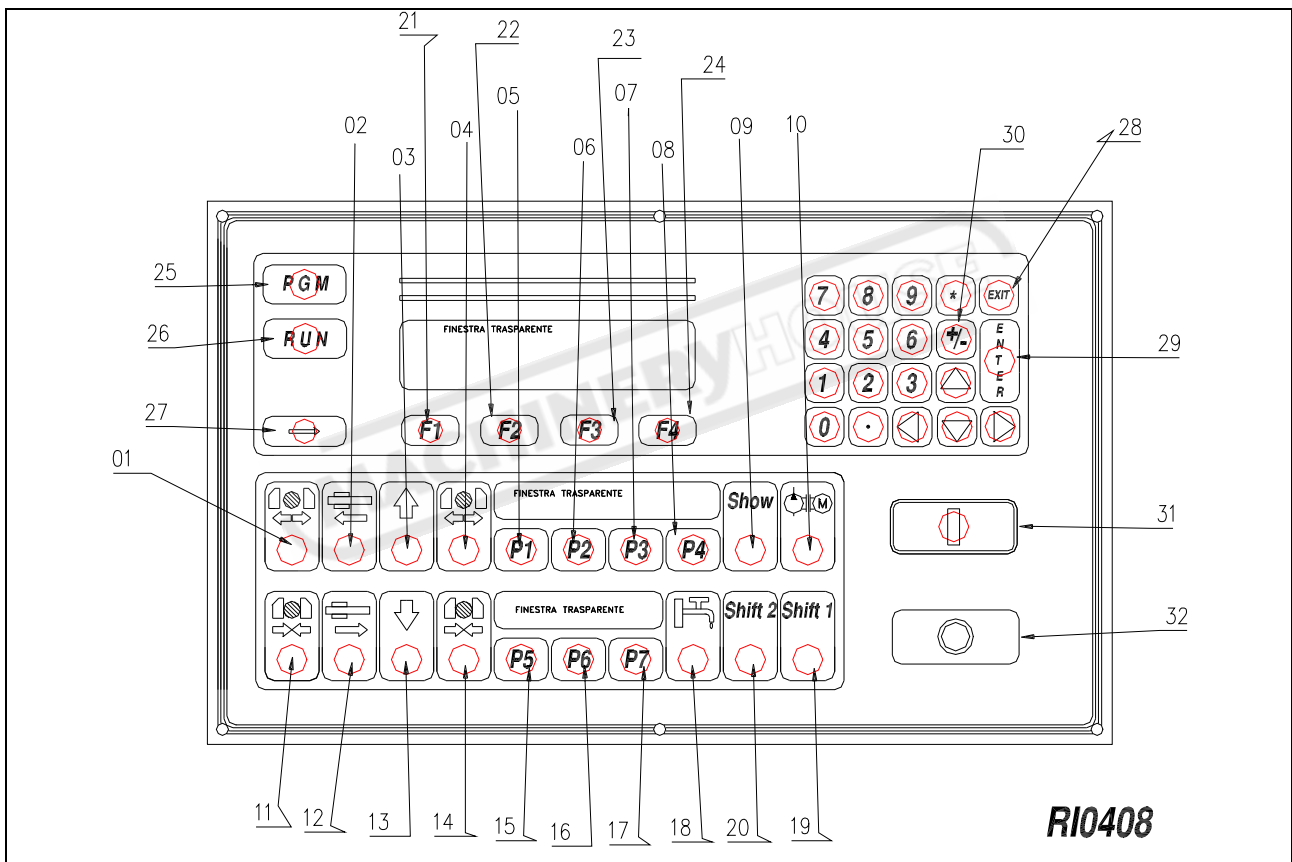 21
22
23
24
02
03
04
05
06
07
08
09
10
30
28
25
PGM
7 8 9 * EXIT
26
RUN
FINESTRA TRASPARENTE
4 5 6 +/- ENTER
29
1 2 3
27
F1 F2 F3 F4
0 .
01
MACHINERYHOUSE
FINESTRA TRASPARENTE
Show
M
31
P1 P2 P3 P4
FINESTRA TRASPARENTE
Shift 2 Shift 1
32
P5 P6 P7
11 12 13 14 15 16 17 18 20 19
RI0408